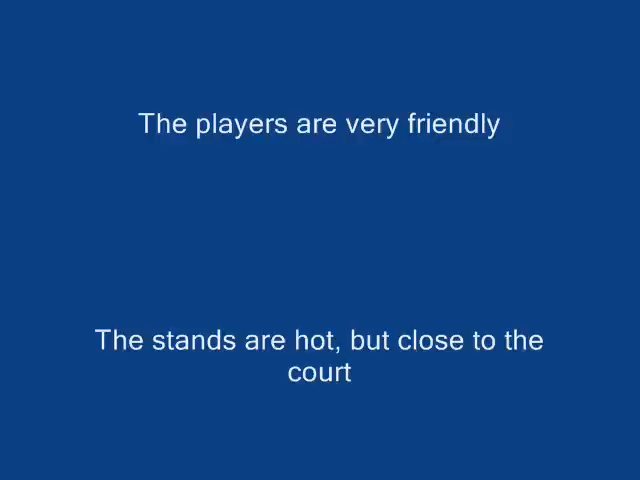 The players are very friendly
The stands are hot, but close to the
court